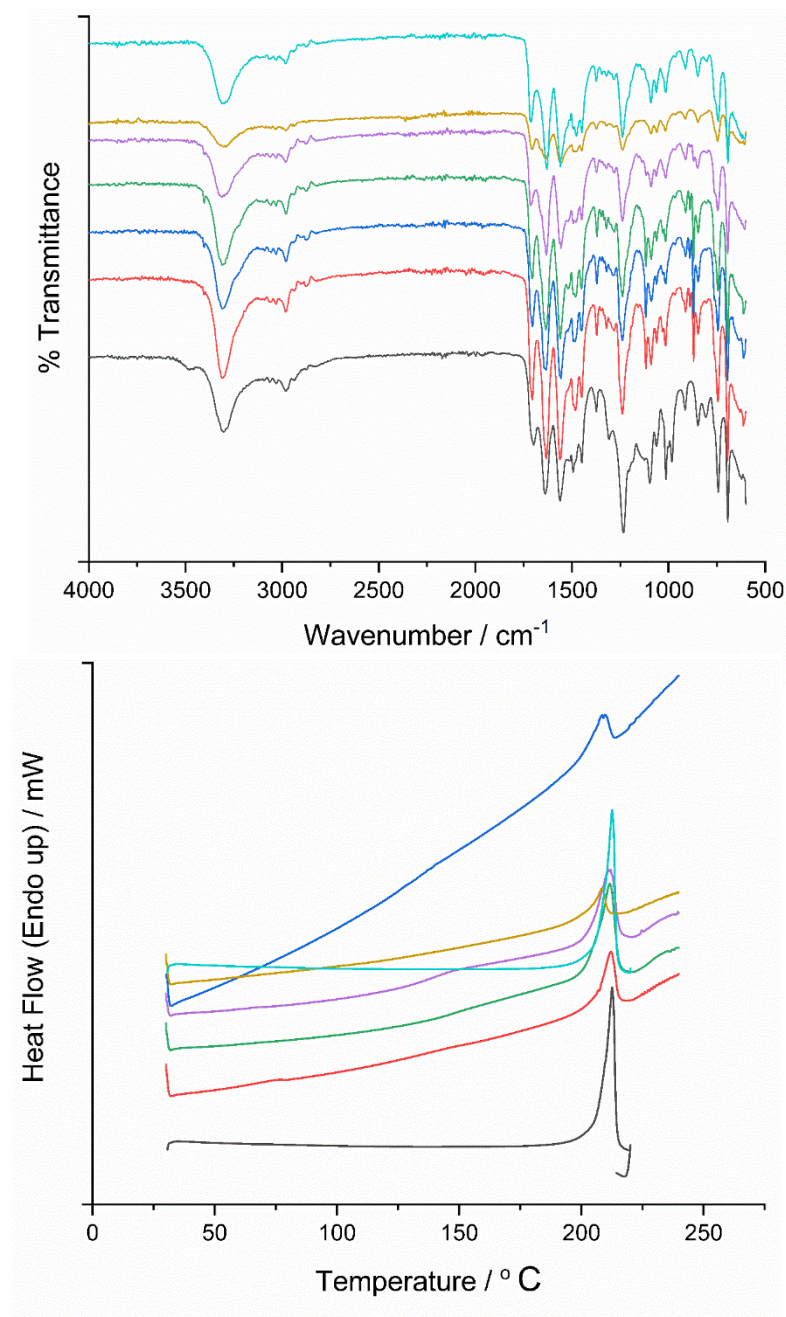 % Transmittance
4000 3500 3000 2500 2000 1500 1000 500
Wavenumber / cm⁻¹
Heat Flow (Endo up) / mW
0 50 100 150 200 250
Temperature / ° C